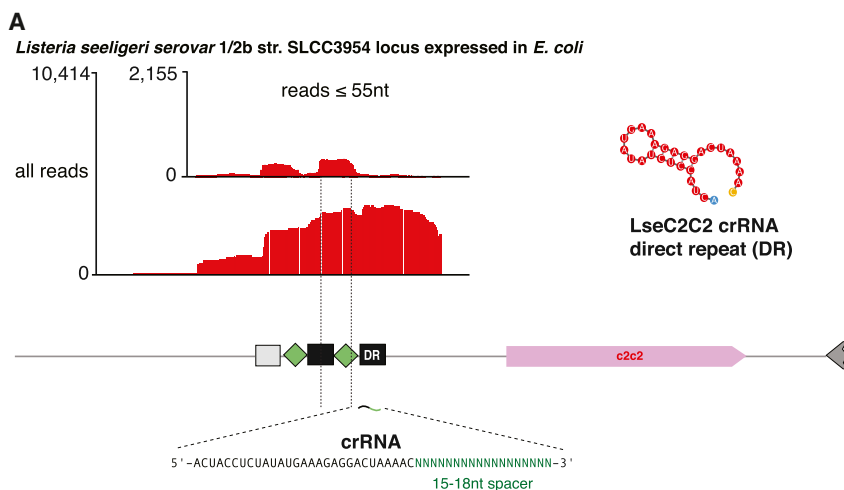 A
Listeria seeligeri serovar 1/2b str. SLCC3954 locus expressed in E. coli
10,414
2,155
reads ≤ 55nt
all reads
0
0
LseC2C2 crRNA
direct repeat (DR)
DR
c2c2
crRNA
5'-ACUACCUCUAUAUGAAAGAGGACUAAAACNNNNNNNNNNNNNNNNNN-3'
15-18nt spacer